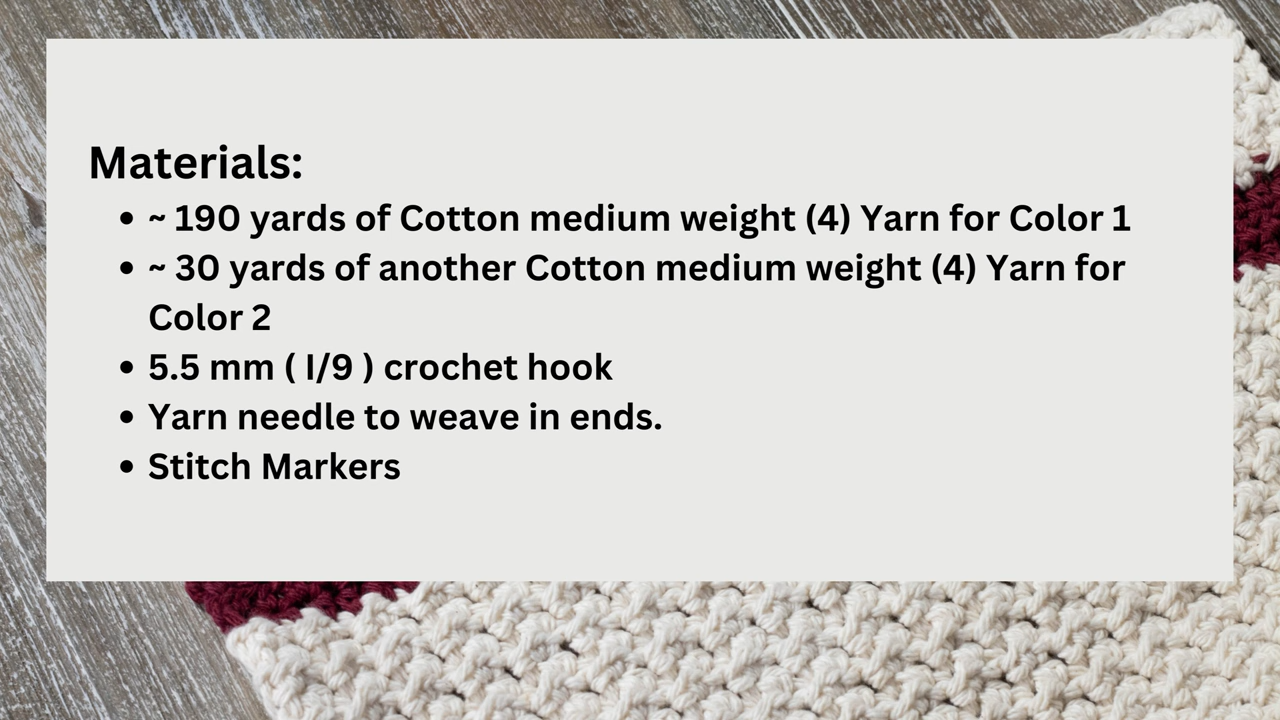 Materials:
• ~ 190 yards of Cotton medium weight (4) Yarn for Color 1
• ~ 30 yards of another Cotton medium weight (4) Yarn for
Color 2
• 5.5 mm ( I/9 ) crochet hook
• Yarn needle to weave in ends.
• Stitch Markers